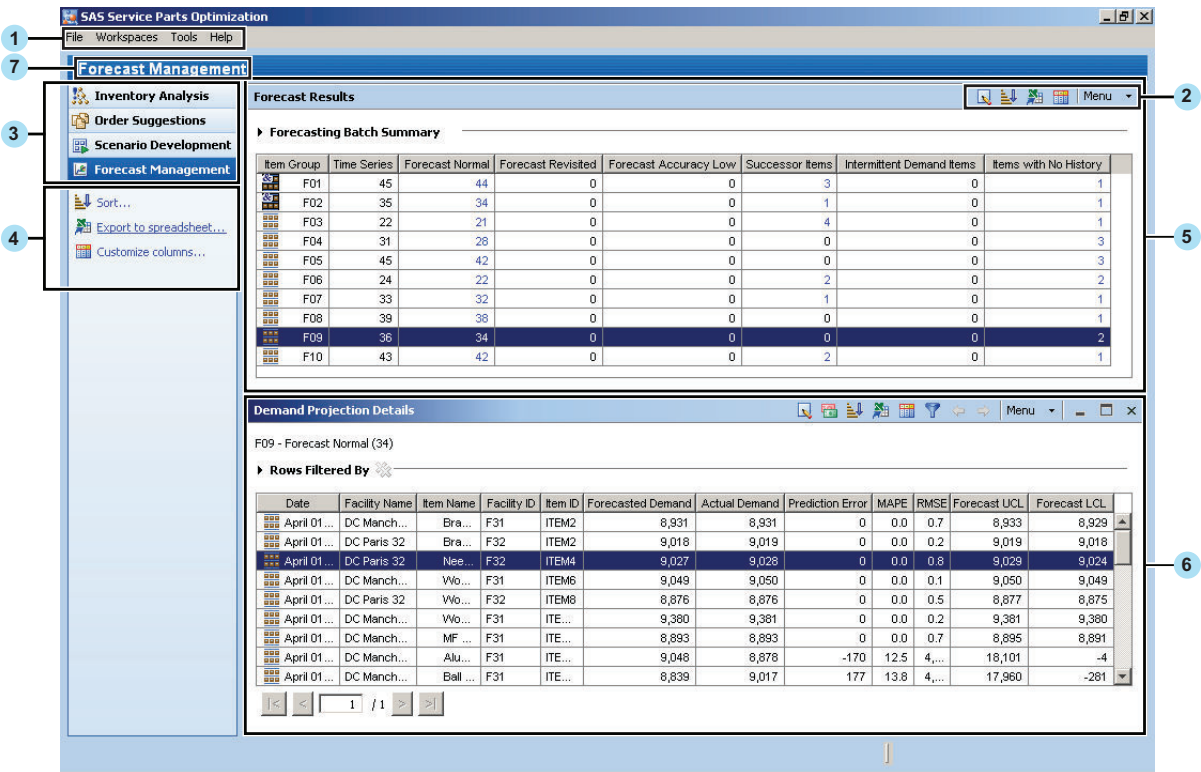 SAS Service Parts Optimization
1
File Workspaces Tools Help
7
Forecast Management
3
Inventory Analysis
Order Suggestions
Scenario Development
Forecast Management
4
Sort...
Export to spreadsheet...
Customize columns...
Forecast Results
Menu
2
Forecasting Batch Summary
Item Group Time Series Forecast Normal Forecast Revisited Forecast Accuracy Low Successor Items Intermittent Demand Items Items with No History
F01 45 44 0 0 3 0 1
F02 35 34 0 0 1 0 1
F03 22 21 0 0 4 0 1
F04 31 28 0 0 0 0 3
F05 45 42 0 0 0 0 3
F06 24 22 0 0 2 0 2
F07 33 32 0 0 1 0 1
F08 39 38 0 0 0 0 1
F09 36 34 0 0 0 0 2
F10 43 42 0 0 2 0 1
5
Demand Projection Details
Menu
F09 - Forecast Normal (34)
Rows Filtered By
Date Facility Name Item Name Facility ID Item ID Forecasted Demand Actual Demand Prediction Error MAPE RMSE Forecast UCL Forecast LCL
April 01... DC Manch... Bra... F31 ITEM2 8,931 8,931 0 0.0 0.7 8,933 8,929
April 01... DC Paris 32 Bra... F32 ITEM2 9,018 9,019 0 0.0 0.2 9,019 9,018
April 01... DC Paris 32 Nee... F32 ITEM4 9,027 9,028 0 0.0 0.8 9,029 9,024
April 01... DC Manch... Wo... F31 ITEM6 9,049 9,050 0 0.0 0.1 9,050 9,049
April 01... DC Paris 32 Wo... F32 ITEM8 8,876 8,876 0 0.0 0.5 8,877 8,875
April 01... DC Manch... Wo... F31 ITE... 9,380 9,381 0 0.0 0.2 9,381 9,380
April 01... DC Manch... MF ... F31 ITE... 8,893 8,893 0 0.0 0.7 8,895 8,891
April 01... DC Manch... Alu... F31 ITE... 9,048 8,878 -170 12.5 4,... 18,101 -4
April 01... DC Manch... Ball ... F31 ITE... 8,839 9,017 177 13.8 4,... 17,960 -281
6
|< < 1 / 1 > >|